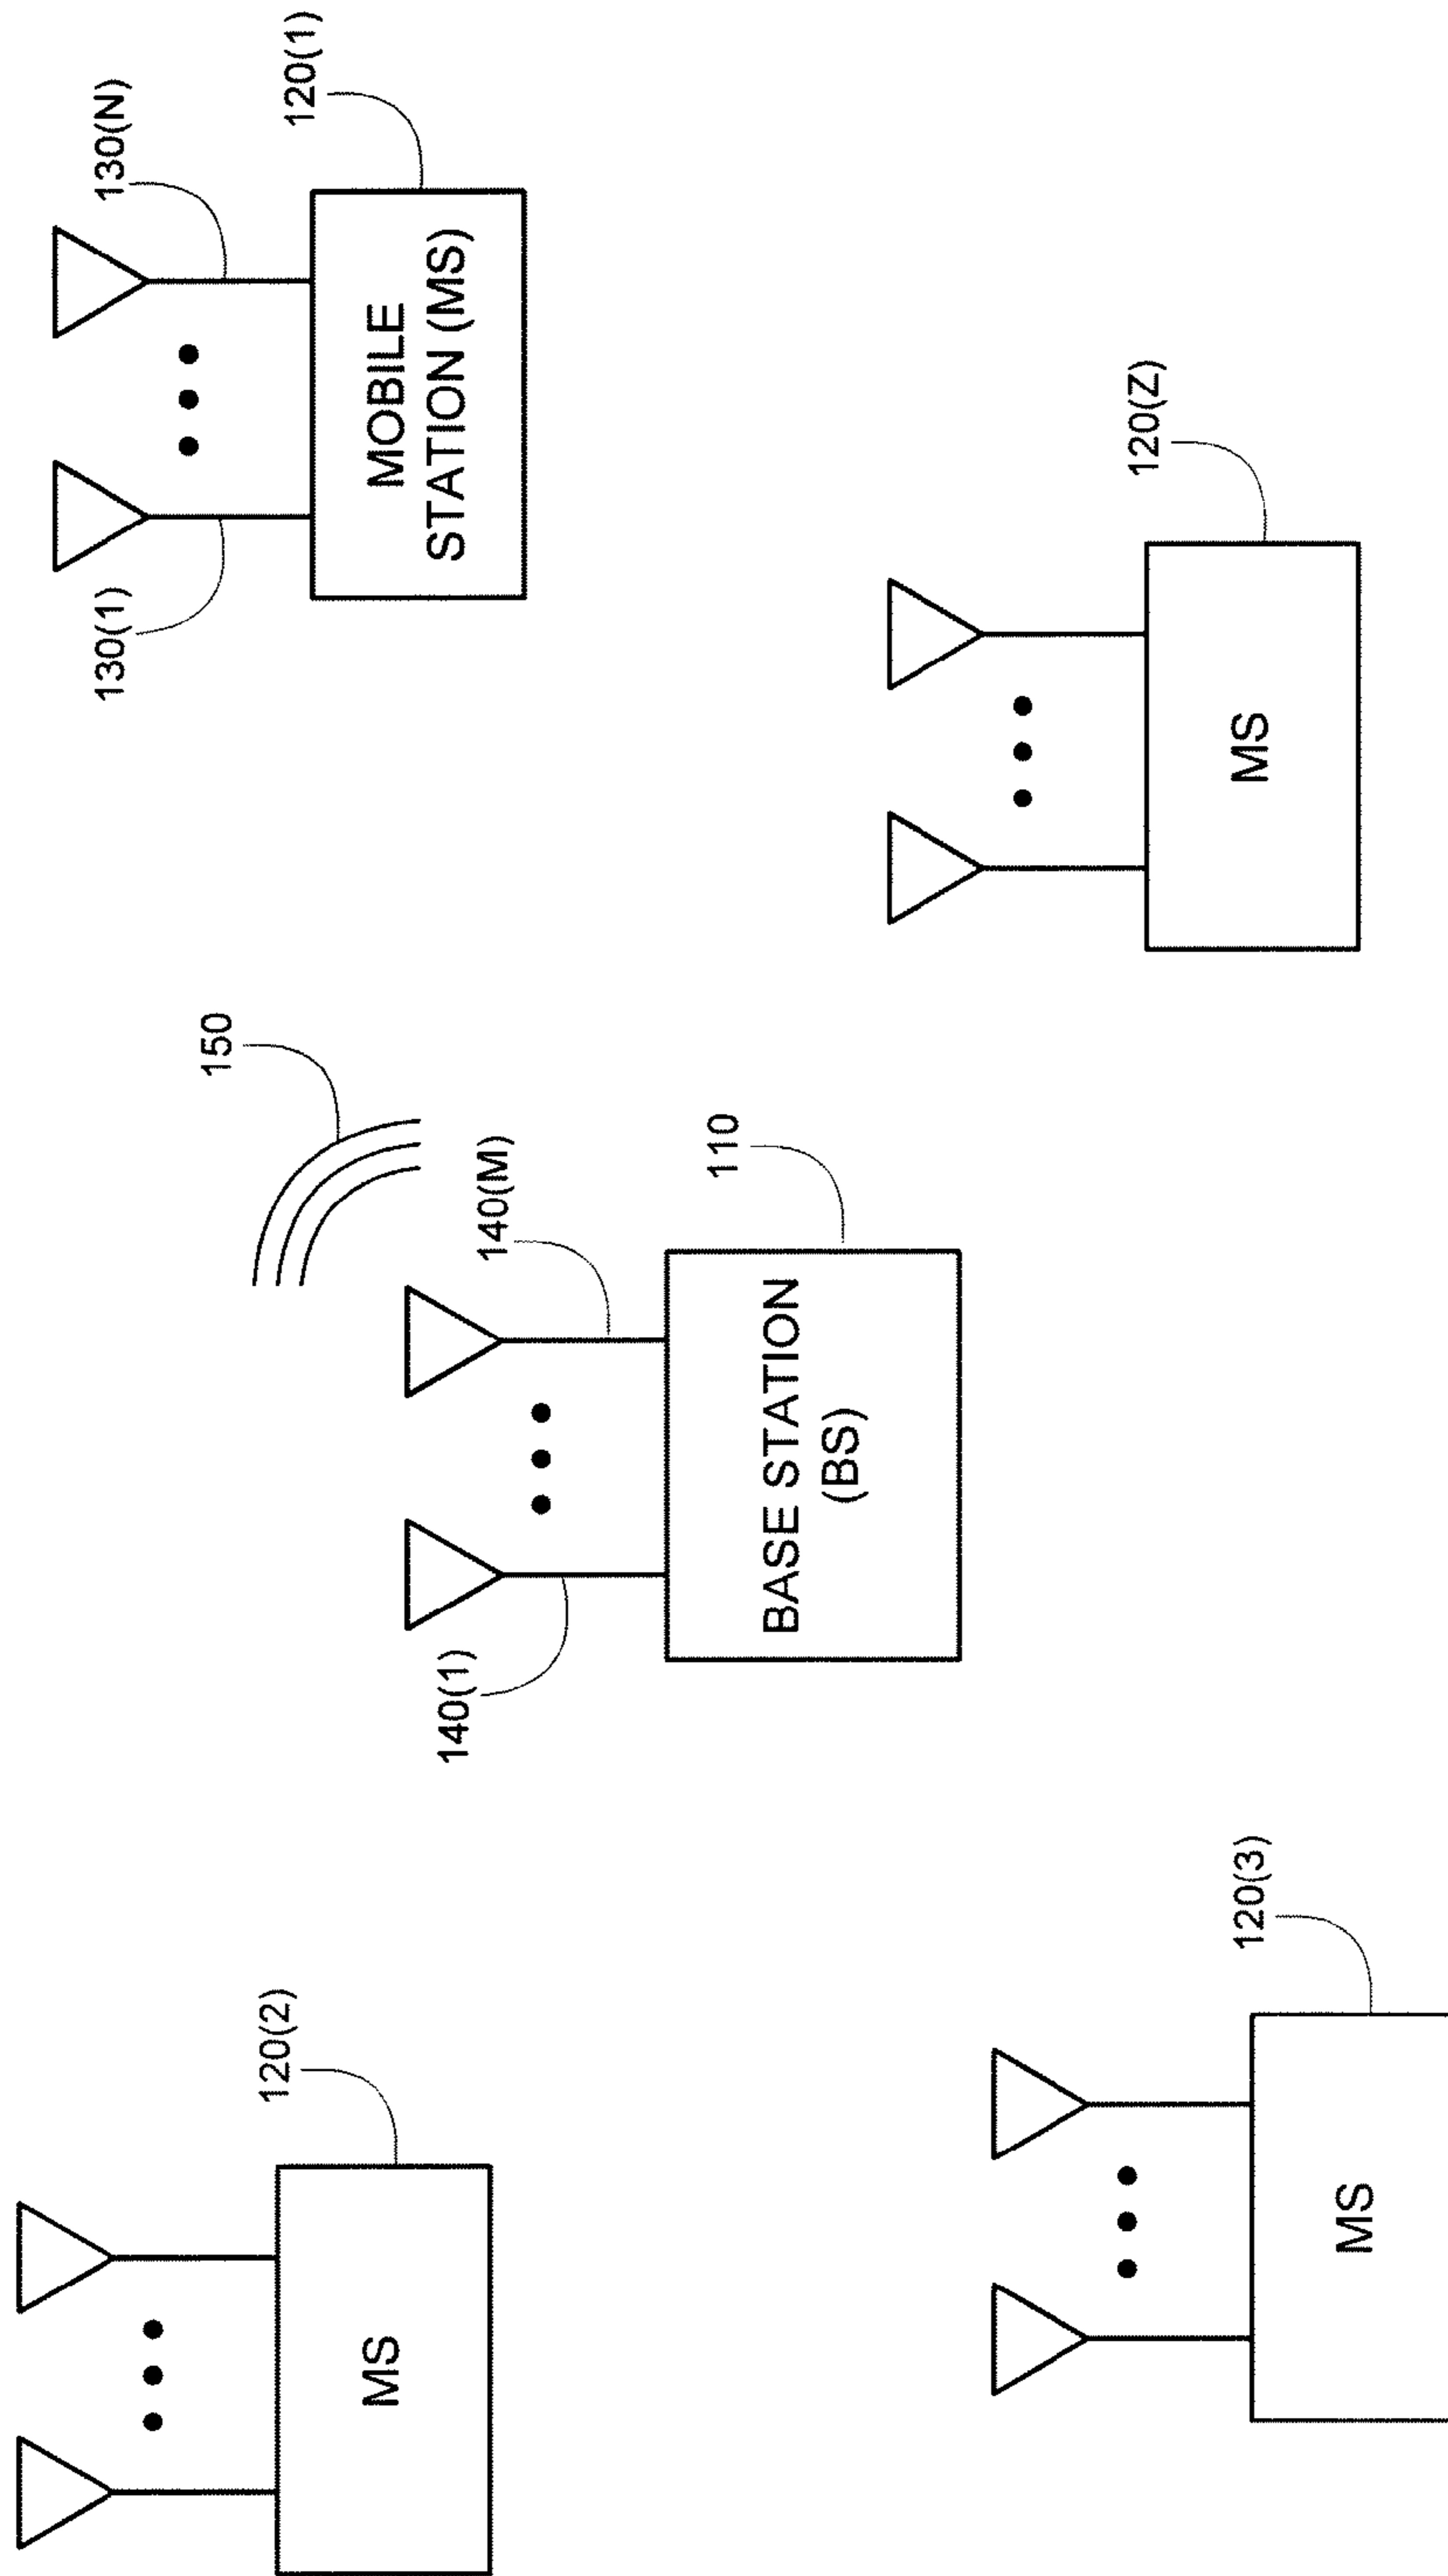 130(1)
130(N)
120(1)
MOBILE
STATION (MS)
120(2)
MS
150
140(1)
140(M)
110
BASE STATION
(BS)
120(Z)
MS
120(3)
MS